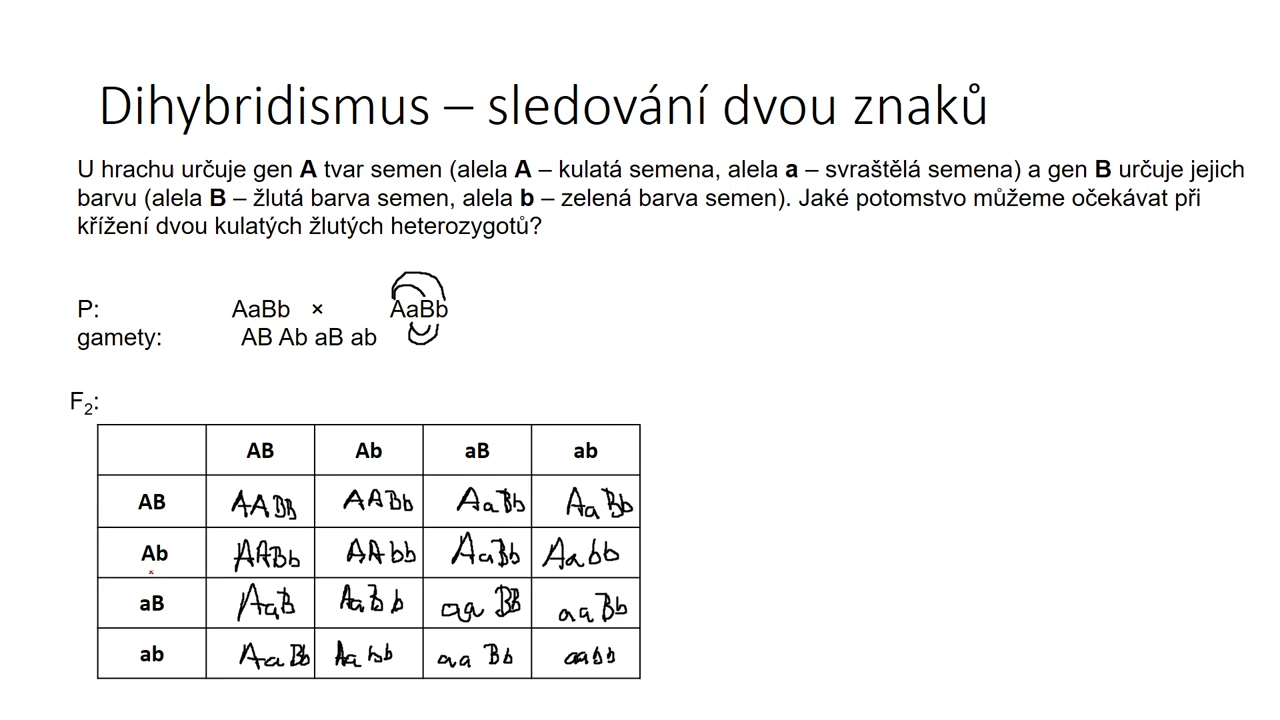 Dihybridismus – sledování dvou znaků
U hrachu určuje gen A tvar semen (alela A – kulatá semena, alela a – svraštělá semena) a gen B určuje jejich
barvu (alela B – žlutá barva semen, alela b – zelená barva semen). Jaké potomstvo můžeme očekávat při
křížení dvou kulatých žlutých heterozygotů?
P: AaBb × AaBb
gamety: AB Ab aB ab
F2:
AB Ab aB ab
AB AABB AABb AaBb AaBb
Ab AABb AAbb AaBb Aabb
aB AaB AaBb aaBB aaBb
ab AaBb Aabb aaBb aabb